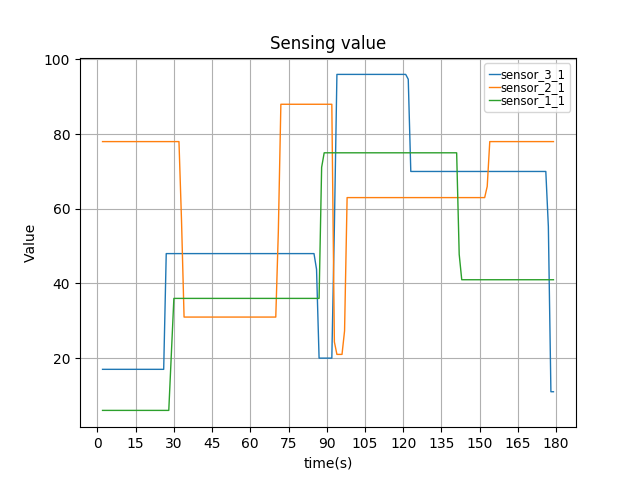 Sensing value
sensor_3_1
sensor_2_1
sensor_1_1
100
80
60
40
20
Value
0 15 30 45 60 75 90 105 120 135 150 165 180
time(s)